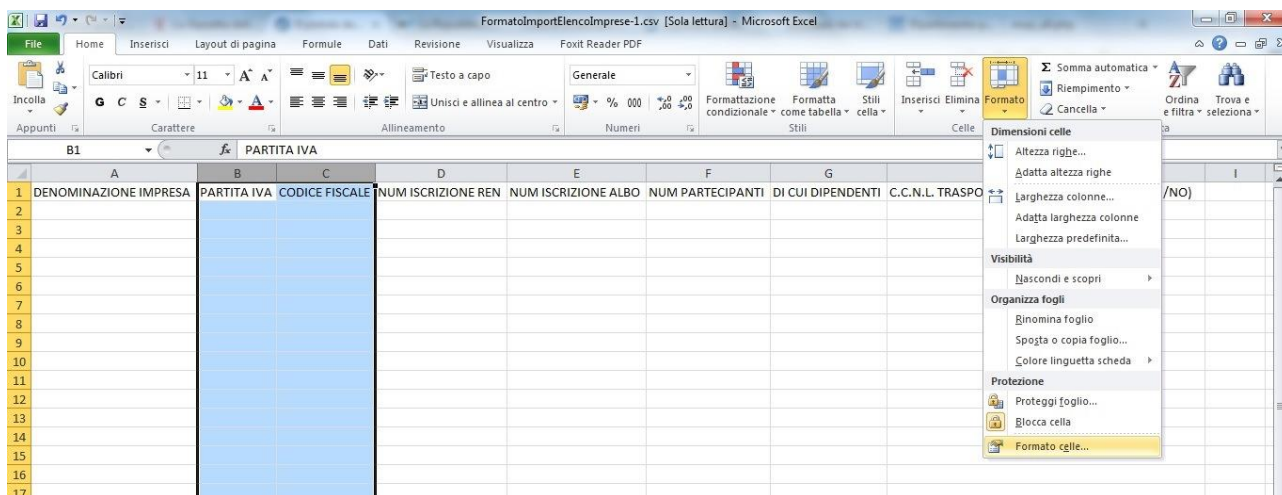 FormatoImportElencoImprese-1.csv [Sola lettura] - Microsoft Excel
File Home Inserisci Layout di pagina Formule Dati Revisione Visualizza Foxit Reader PDF
Calibri 11 A A Testo a capo Generale Somma automatica
Riempimento
Incolla G C S A Unisci e allinea al centro % 000 Formattazione condizionale Formatta come tabella Stili cella Inserisci Elimina Formato Cancella Ordina e filtra Trova e seleziona
Appunti Carattere Allineamento Numeri Stili Celle
B1 fx PARTITA IVA
A B C D E F G I
1 DENOMINAZIONE IMPRESA PARTITA IVA CODICE FISCALE NUM ISCRIZIONE REN NUM ISCRIZIONE ALBO NUM PARTECIPANTI DI CUI DIPENDENTI C.C.N.L. TRASPO /NO)
2
3
4
5
6
7
8
9
10
11
12
13
14
15
16
17
Dimensioni celle
Altezza righe...
Adatta altezza righe
Larghezza colonne...
Adatta larghezza colonne
Larghezza predefinita...
Visibilità
Nascondi e scopri
Organizza fogli
Rinomina foglio
Sposta o copia foglio...
Colore linguetta scheda
Protezione
Proteggi foglio...
Blocca cella
Formato celle...